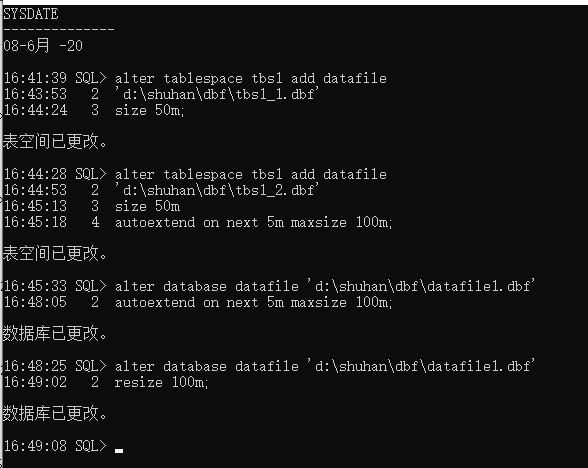 SYSDATE
--------------
08-6月 -20
16:41:39 SQL> alter tablespace tbs1 add datafile
16:43:53   2  'd:\shuhan\dbf\tbs1_1.dbf'
16:44:24   3  size 50m;
表空间已更改。
16:44:28 SQL> alter tablespace tbs1 add datafile
16:44:53   2  'd:\shuhan\dbf\tbs1_2.dbf'
16:45:13   3  size 50m
16:45:18   4  autoextend on next 5m maxsize 100m;
表空间已更改。
16:45:33 SQL> alter database datafile 'd:\shuhan\dbf\datafile1.dbf'
16:48:05   2  autoextend on next 5m maxsize 100m;
数据库已更改。
16:48:25 SQL> alter database datafile 'd:\shuhan\dbf\datafile1.dbf'
16:49:02   2  resize 100m;
数据库已更改。
16:49:08 SQL>